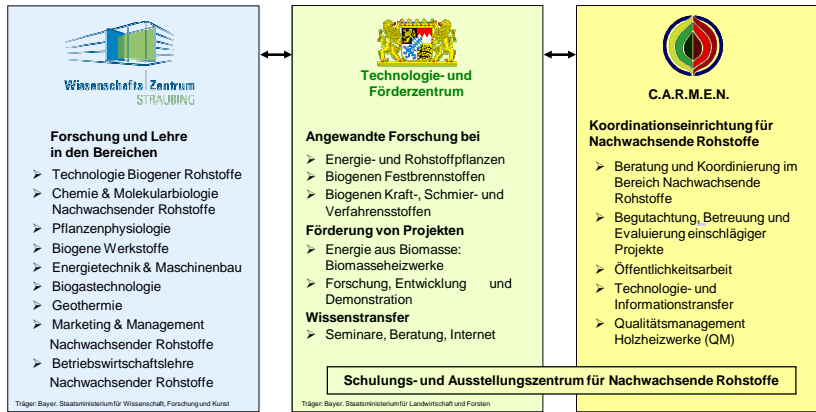 Wissenschafts Zentrum
STRAUBING
Forschung und Lehre
in den Bereichen
➢ Technologie Biogener Rohstoffe
➢ Chemie & Molekularbiologie
Nachwachsender Rohstoffe
➢ Pflanzenphysiologie
➢ Biogene Werkstoffe
➢ Energietechnik & Maschinenbau
➢ Biogastechnologie
➢ Geothermie
➢ Marketing & Management
Nachwachsender Rohstoffe
➢ Betriebswirtschaftslehre
Nachwachsender Rohstoffe
Träger: Bayer. Staatsministerium für Wissenschaft, Forschung und Kunst
Technologie- und
Förderzentrum
Angewandte Forschung bei
➢ Energie- und Rohstoffpflanzen
➢ Biogenen Festbrennstoffen
➢ Biogenen Kraft-, Schmier- und
Verfahrensstoffen
Förderung von Projekten
➢ Energie aus Biomasse:
Biomasseheizwerke
➢ Forschung, Entwicklung und
Demonstration
Wissenstransfer
➢ Seminare, Beratung, Internet
Träger: Bayer. Staatsministerium für Landwirtschaft und Forsten
C.A.R.M.E.N.
Koordinationseinrichtung für
Nachwachsende Rohstoffe
➢ Beratung und Koordinierung im
Bereich Nachwachsende
Rohstoffe
➢ Begutachtung, Betreuung und
Evaluierung einschlägiger
Projekte
➢ Öffentlichkeitsarbeit
➢ Technologie- und
Informationstransfer
➢ Qualitätsmanagement
Holzheizwerke (QM)
Schulungs- und Ausstellungszentrum für Nachwachsende Rohstoffe